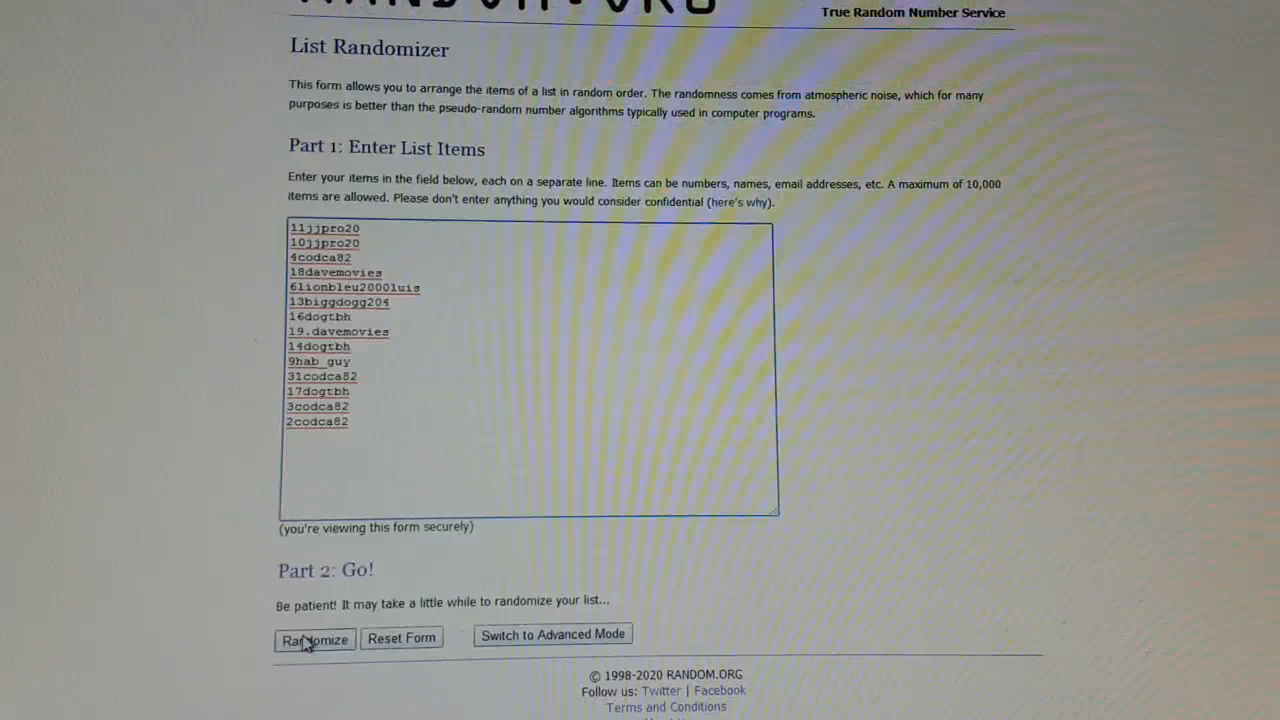 True Random Number Service
List Randomizer
This form allows you to arrange the items of a list in random order. The randomness comes from atmospheric noise, which for many
purposes is better than the pseudo-random number algorithms typically used in computer programs.
Part 1: Enter List Items
Enter your items in the field below, each on a separate line. Items can be numbers, names, email addresses, etc. A maximum of 10,000
items are allowed. Please don't enter anything you would consider confidential (here's why).
11jjpro20
10jjpro20
4codca82
18davemovies
6lionbleu20001uis
13biggdogg204
16dogtbh
19.davemovies
14dogtbh
9hab_guy
31codca82
17dogtbh
3codca82
2codca82
(you're viewing this form securely)
Part 2: Go!
Be patient! It may take a little while to randomize your list...
Randomize Reset Form Switch to Advanced Mode
© 1998-2020 RANDOM.ORG
Follow us: Twitter | Facebook
Terms and Conditions